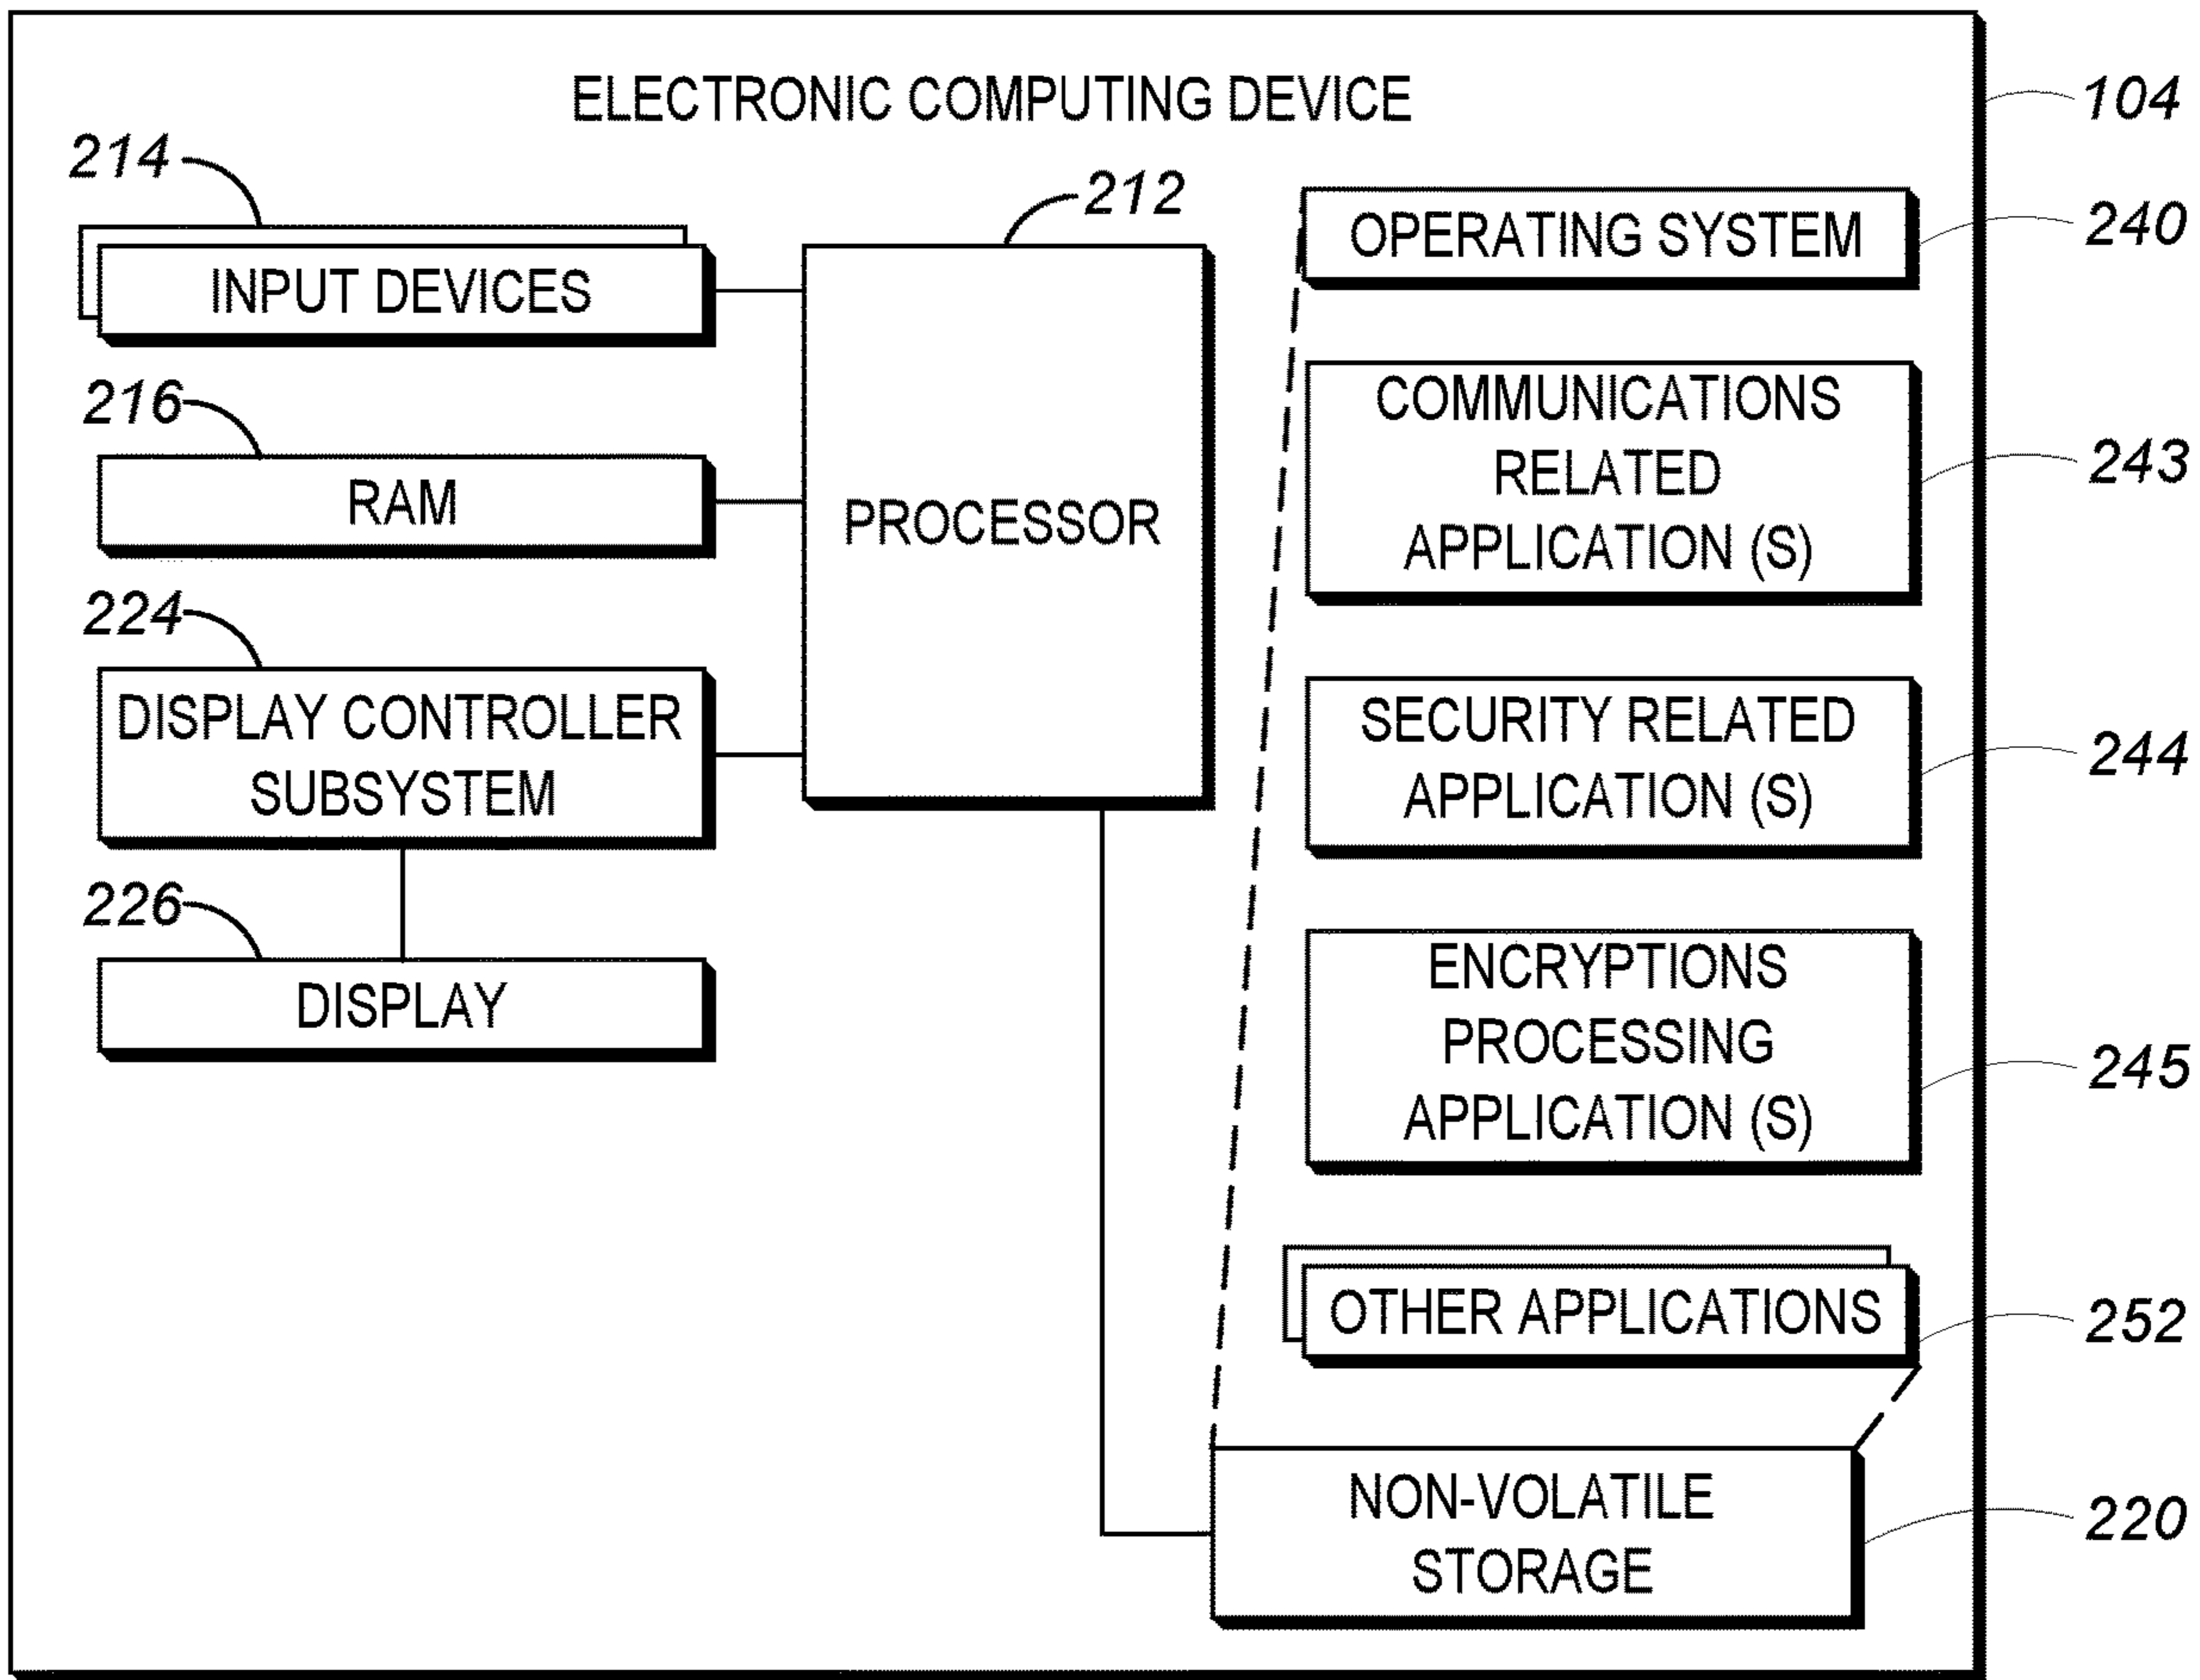 ELECTRONIC COMPUTING DEVICE
104
214
INPUT DEVICES
216
RAM
224
DISPLAY CONTROLLER
SUBSYSTEM
226
DISPLAY
212
PROCESSOR
OPERATING SYSTEM
240
COMMUNICATIONS
RELATED
APPLICATION (S)
243
SECURITY RELATED
APPLICATION (S)
244
ENCRYPTIONS
PROCESSING
APPLICATION (S)
245
OTHER APPLICATIONS
252
NON-VOLATILE
STORAGE
220